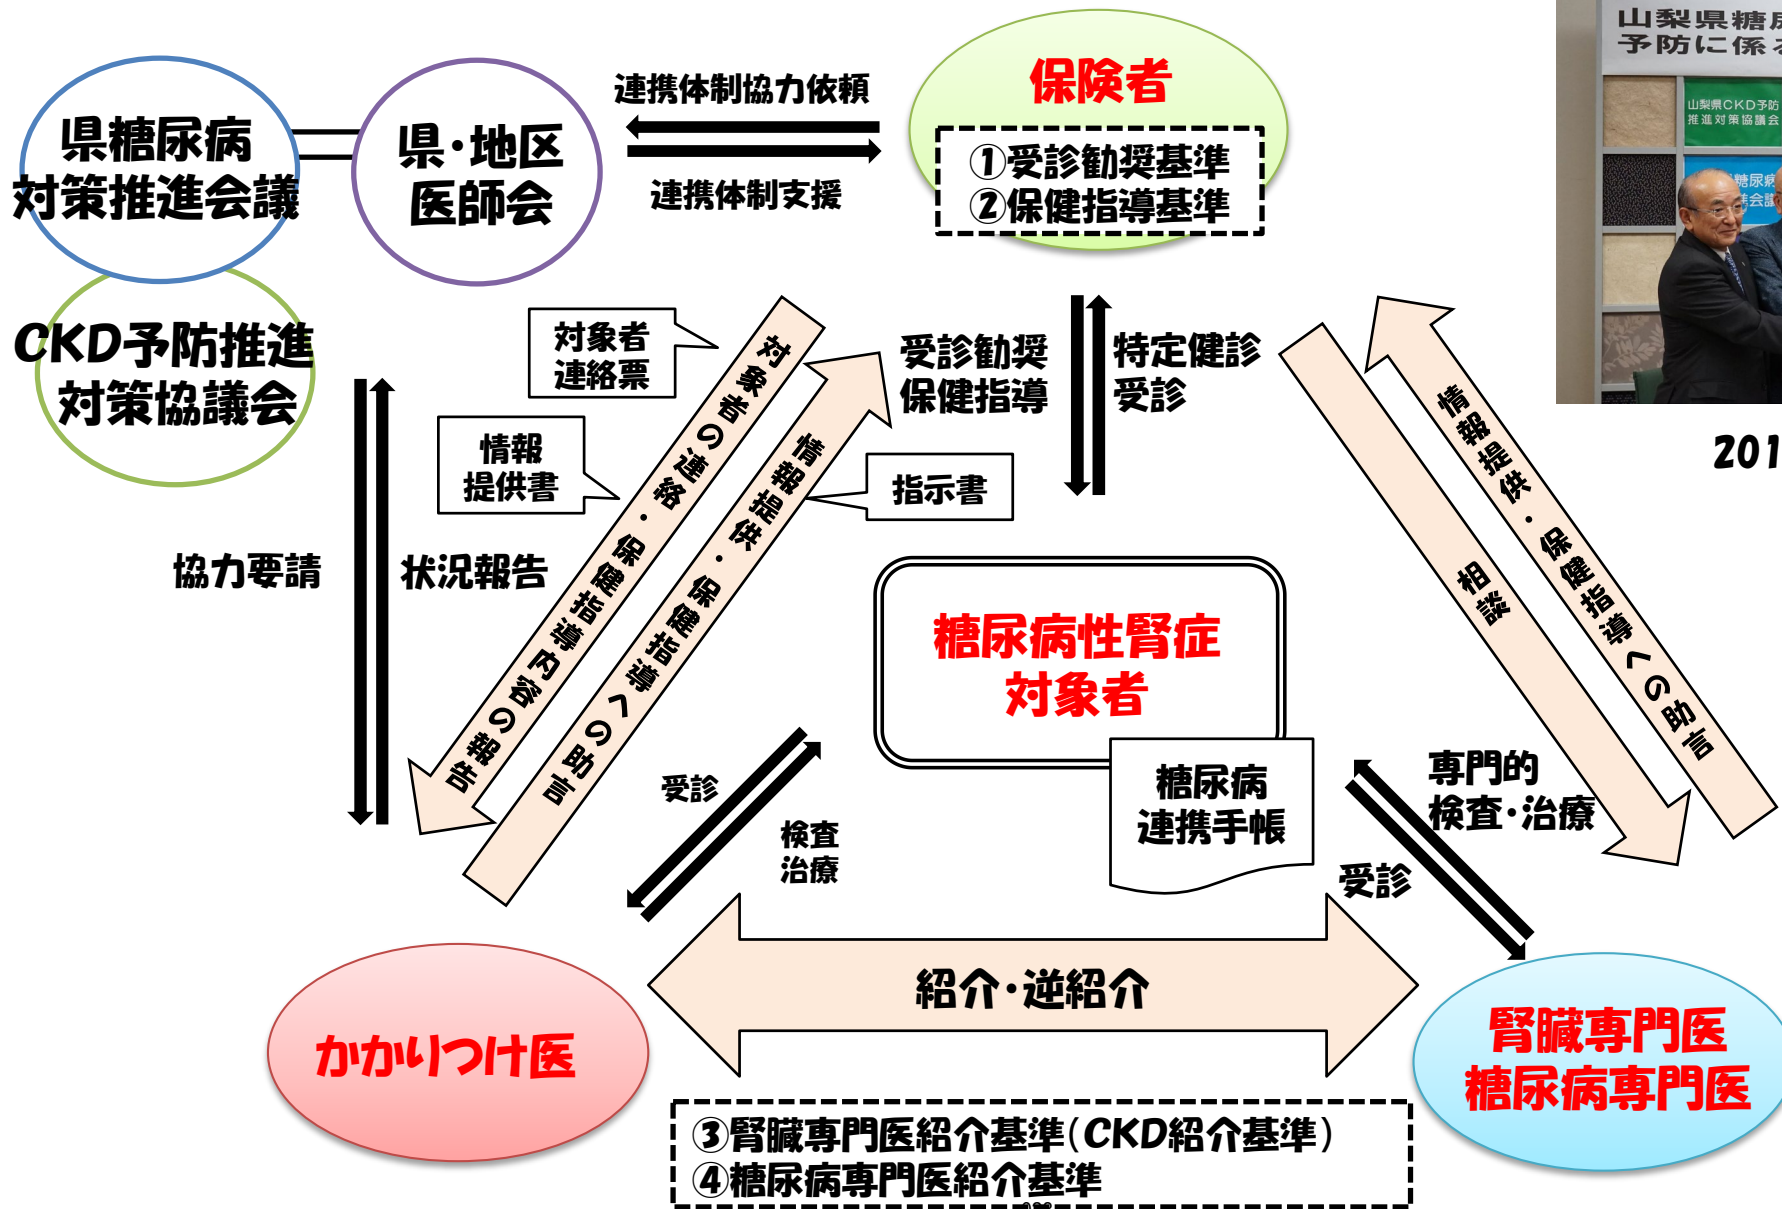 県糖尿病
対策推進会議
県・地区
医師会
連携体制協力依頼
連携体制支援
保険者
①受診勧奨基準
②保健指導基準
山梨県糖
予防に係
山梨県CKD予防
推進対策協議会
糖尿
201
CKD予防推進
対策協議会
対象者
連絡票
情報
提供書
対象者の連絡・保健指導内容の報告
情報提供・保健指導への助言
指示書
受診勧奨
保健指導
特定健診
受診
情報提供・保健指導への助言
相談
協力要請
状況報告
糖尿病性腎症
対象者
糖尿病
連携手帳
受診
検査
治療
専門的
検査・治療
受診
紹介・逆紹介
かかりつけ医
腎臓専門医
糖尿病専門医
③腎臓専門医紹介基準(CKD紹介基準)
④糖尿病専門医紹介基準